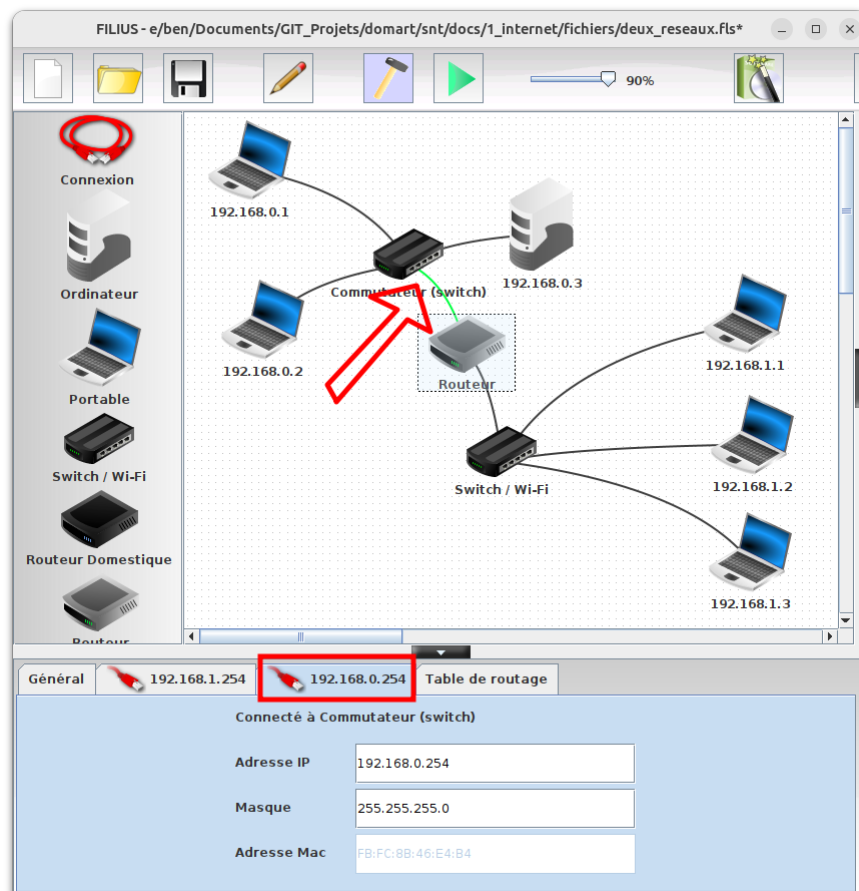 FILIUS - e/ben/Documents/GIT_Projets/domart/snt/docs/1_internet/fichiers/deux_reseaux.fls*
90%
Connexion
Ordinateur
Portable
Switch / Wi-Fi
Routeur Domestique
Routeur
192.168.0.1
192.168.0.3
Commutateur (switch)
192.168.0.2
Routeur
192.168.1.1
Switch / Wi-Fi
192.168.1.2
192.168.1.3
Général
192.168.1.254
192.168.0.254
Table de routage
Connecté à Commutateur (switch)
Adresse IP
192.168.0.254
Masque
255.255.255.0
Adresse Mac
FB:FC:8B:46:E4:B4